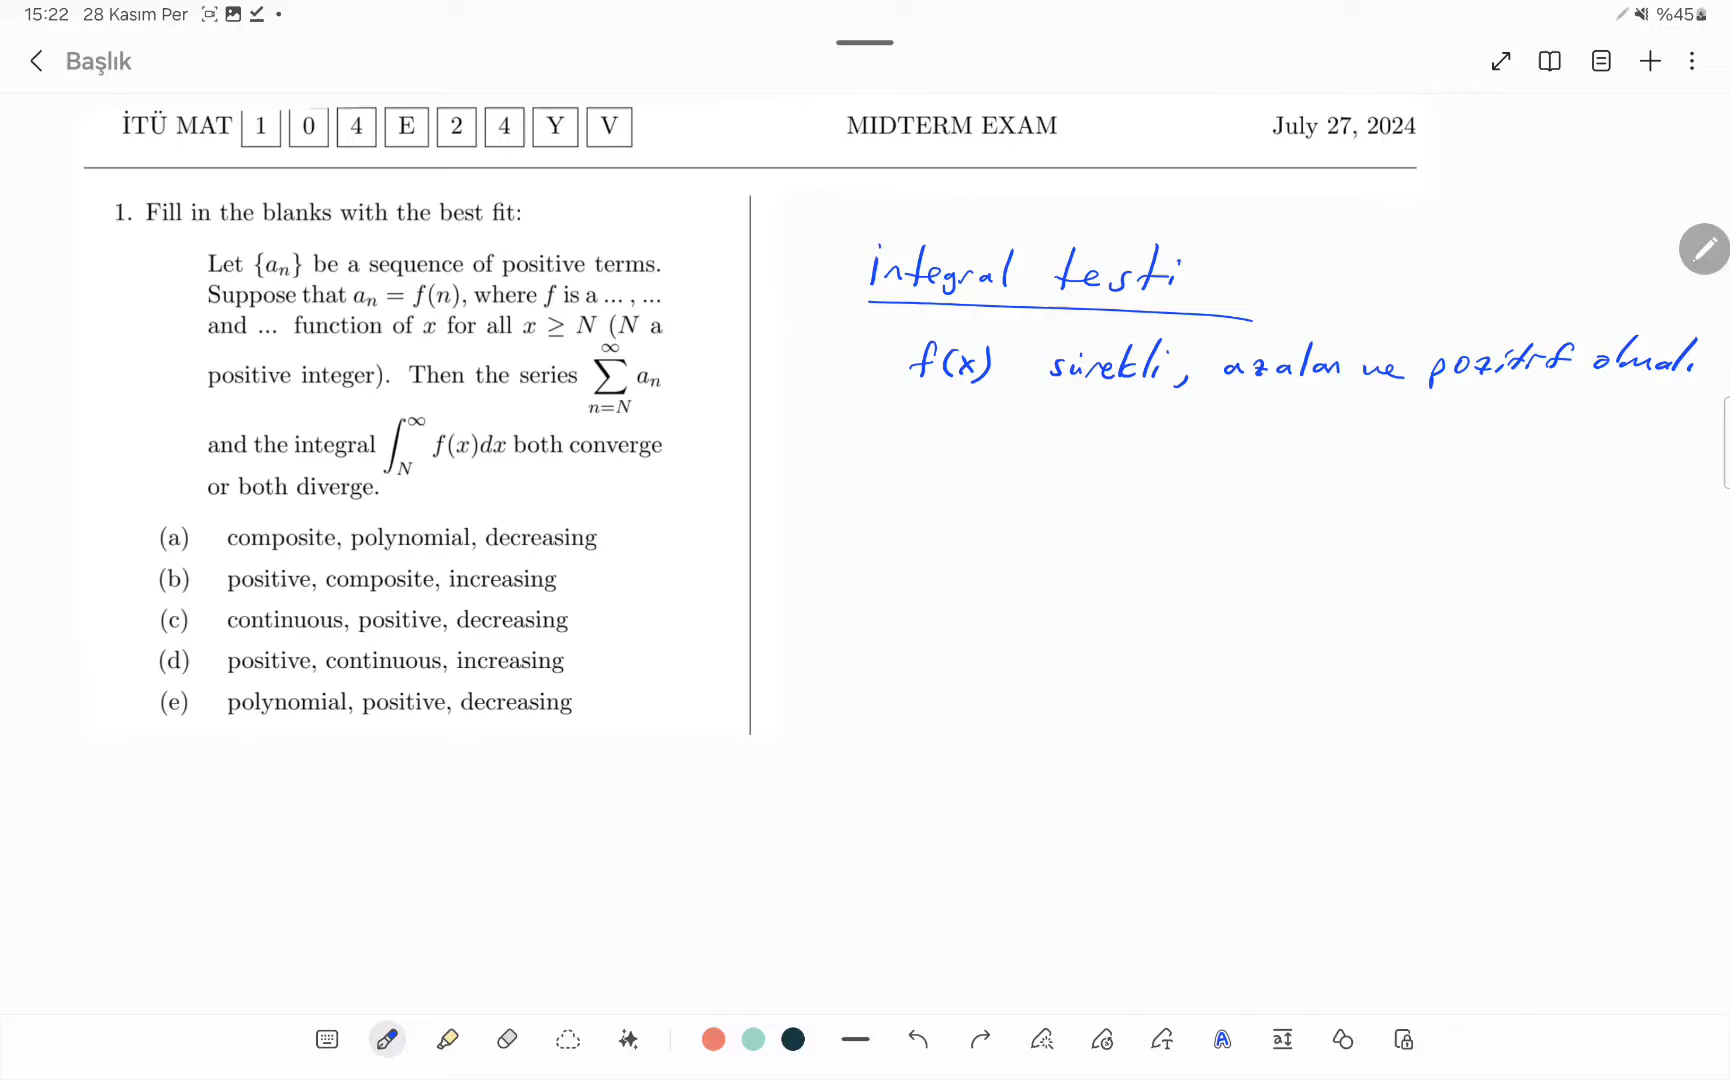 15:22 28 Kasım Per • %45
Başlık
İTÜ MAT 1 0 4 E 2 4 Y V MIDTERM EXAM July 27, 2024
1. Fill in the blanks with the best fit:
Let {aₙ} be a sequence of positive terms.
Suppose that aₙ = f(n), where f is a ... , ...
and ... function of x for all x ≥ N (N a
positive integer). Then the series ∑_{n=N}^{∞} aₙ
and the integral ∫_N^∞ f(x)dx both converge
or both diverge.
(a) composite, polynomial, decreasing
(b) positive, composite, increasing
(c) continuous, positive, decreasing
(d) positive, continuous, increasing
(e) polynomial, positive, decreasing
integral testi
f(x) sürekli, azalan ve pozitif olmalı